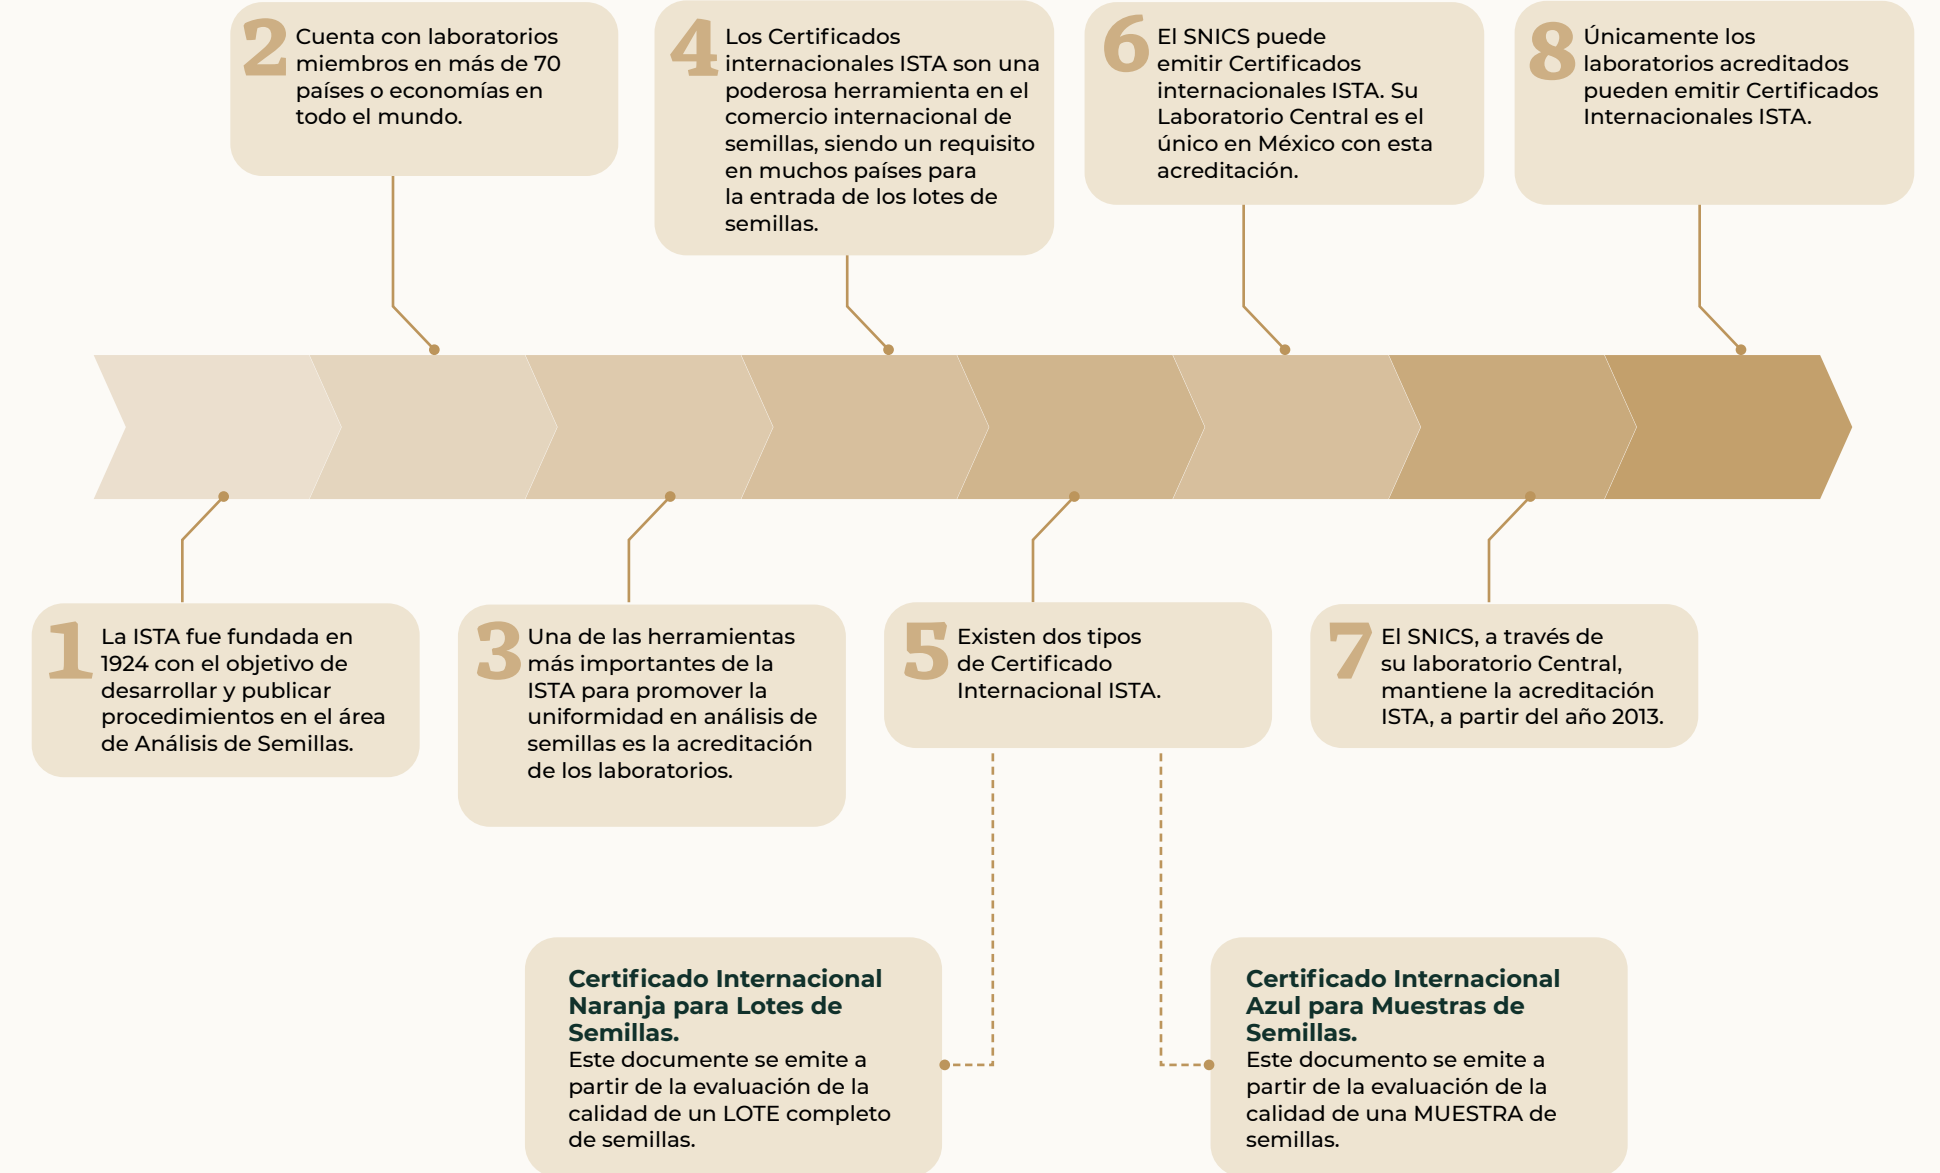 2
Cuenta con laboratorios
miembros en más de 70
países o economías en
todo el mundo.
4
Los Certificados
internacionales ISTA son una
poderosa herramienta en el
comercio internacional de
semillas, siendo un requisito
en muchos países para
la entrada de los lotes de
semillas.
6
El SNICS puede
emitir Certificados
internacionales ISTA. Su
Laboratorio Central es el
único en México con esta
acreditación.
8
Únicamente los
laboratorios acreditados
pueden emitir Certificados
Internacionales ISTA.
1
La ISTA fue fundada en
1924 con el objetivo de
desarrollar y publicar
procedimientos en el área
de Análisis de Semillas.
3
Una de las herramientas
más importantes de la
ISTA para promover la
uniformidad en análisis de
semillas es la acreditación
de los laboratorios.
5
Existen dos tipos
de Certificado
Internacional ISTA.
7
El SNICS, a través de
su laboratorio Central,
mantiene la acreditación
ISTA, a partir del año 2013.
Certificado Internacional
Naranja para Lotes de
Semillas.
Este documente se emite a
partir de la evaluación de la
calidad de un LOTE completo
de semillas.
Certificado Internacional
Azul para Muestras de
Semillas.
Este documento se emite a
partir de la evaluación de la
calidad de una MUESTRA de
semillas.